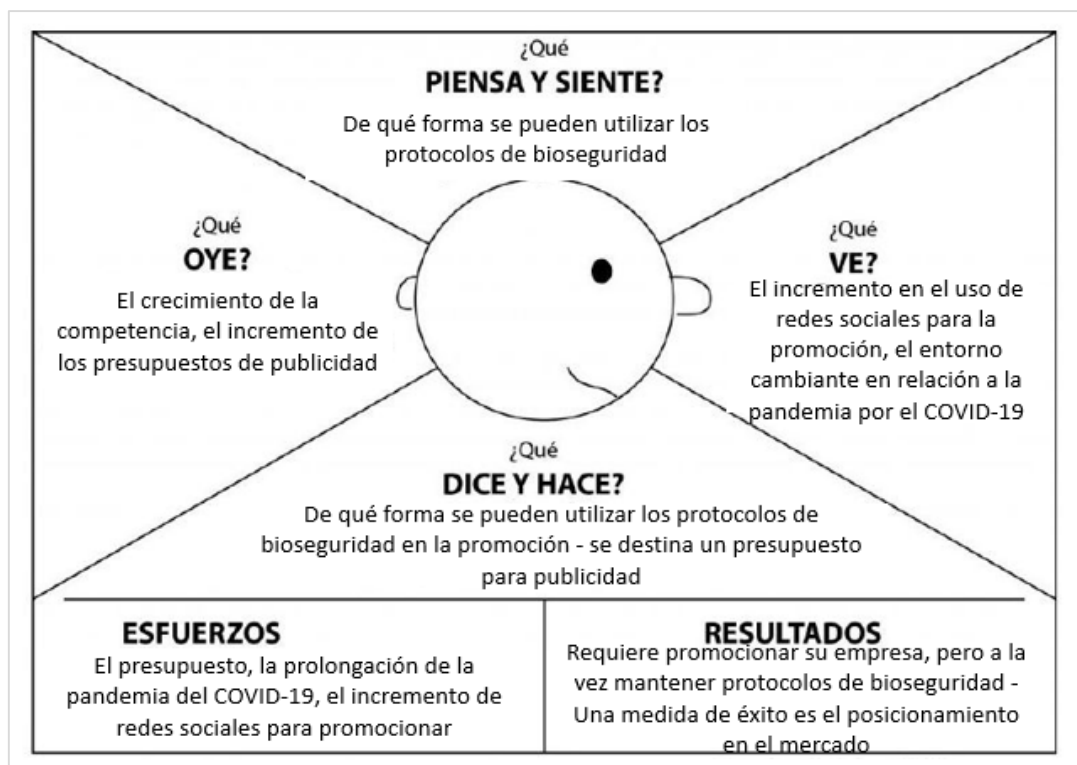 ¿Qué
PIENSA Y SIENTE?
De qué forma se pueden utilizar los
protocolos de bioseguridad
¿Qué
OYE?
El crecimiento de la
competencia, el incremento de
los presupuestos de publicidad
¿Qué
VE?
El incremento en el uso de
redes sociales para la
promoción, el entorno
cambiante en relación a la
pandemia por el COVID-19
¿Qué
DICE Y HACE?
De qué forma se pueden utilizar los protocolos de
bioseguridad en la promoción - se destina un presupuesto
para publicidad
ESFUERZOS
El presupuesto, la prolongación de la
pandemia del COVID-19, el incremento de
redes sociales para promocionar
RESULTADOS
Requiere promocionar su empresa, pero a la
vez mantener protocolos de bioseguridad -
Una medida de éxito es el posicionamiento
en el mercado